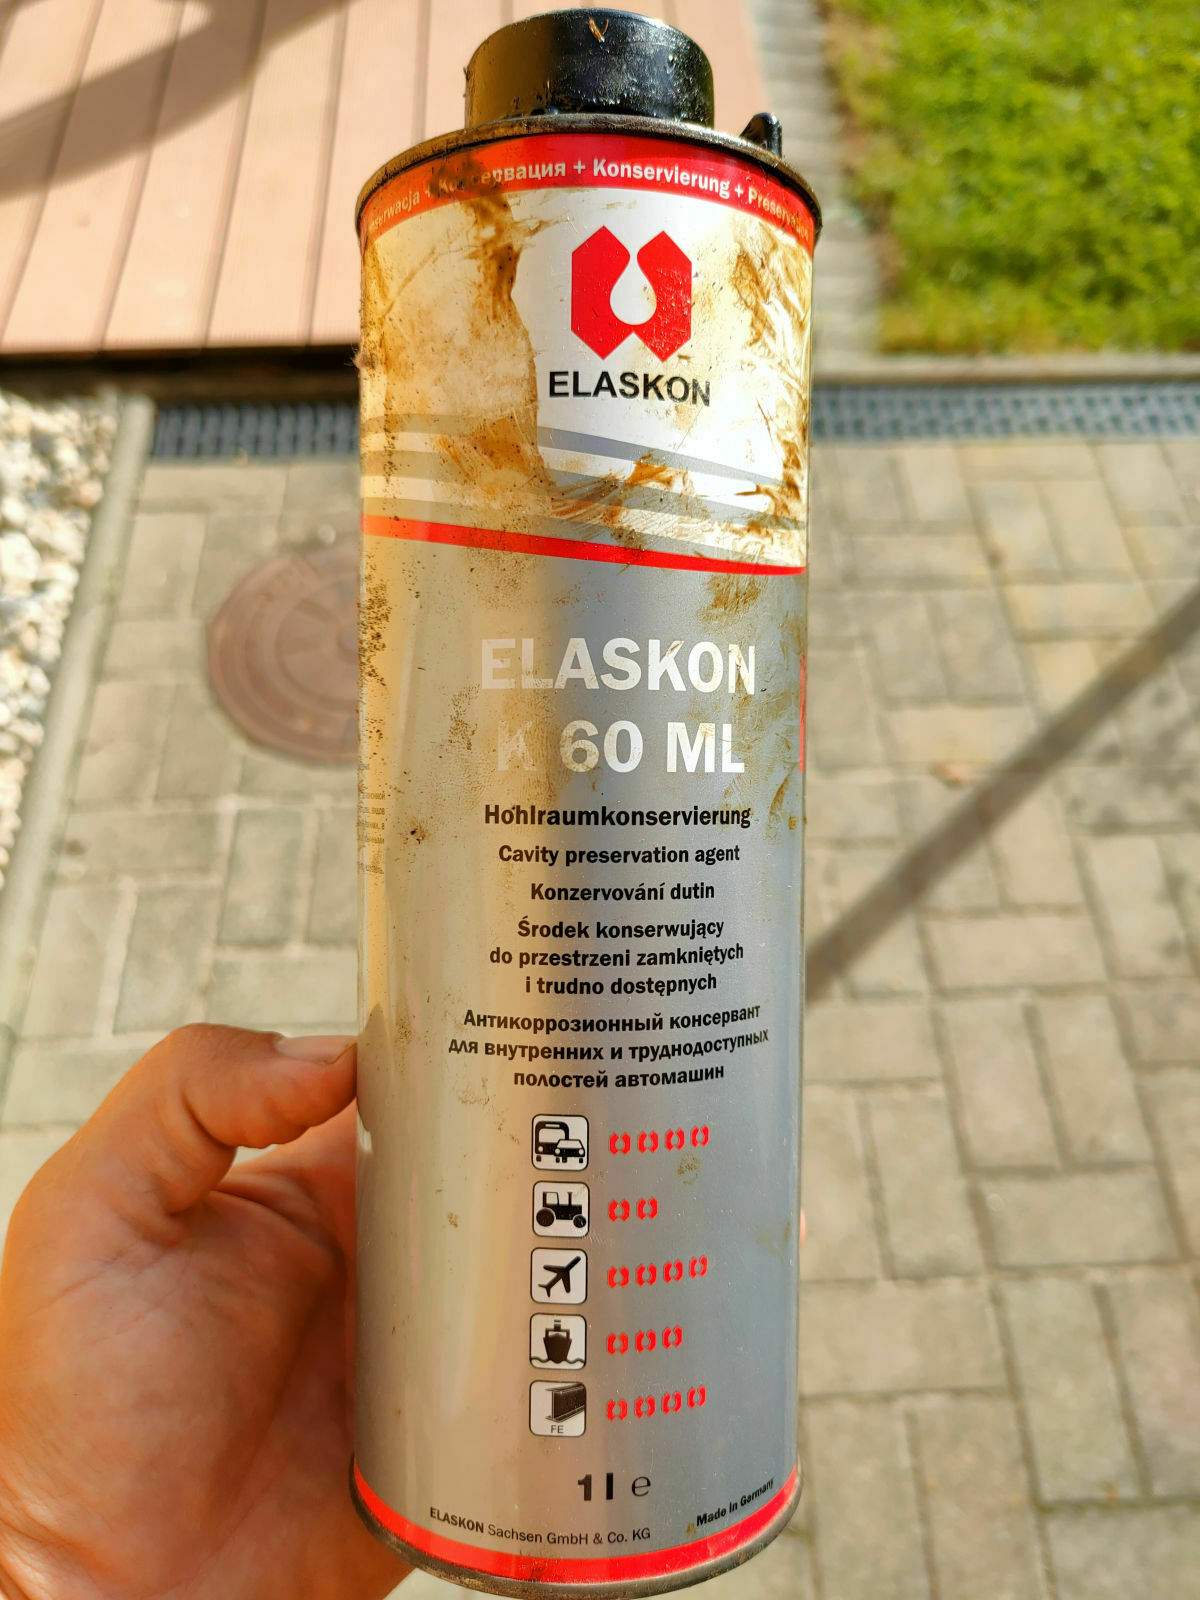 + Konservierung +
ELASKON
ELASKON
K 60 ML
Hohlraumkonservierung
Cavity preservation agent
Konzervování dutin
Środek konserwujący
do przestrzeni zamkniętych
i trudno dostępnych
Антикоррозионный консервант
для внутренних и труднодоступных
полостей автомашин
FE
1 l e
ELASKON Sachsen GmbH & Co. KG
Made in Germany